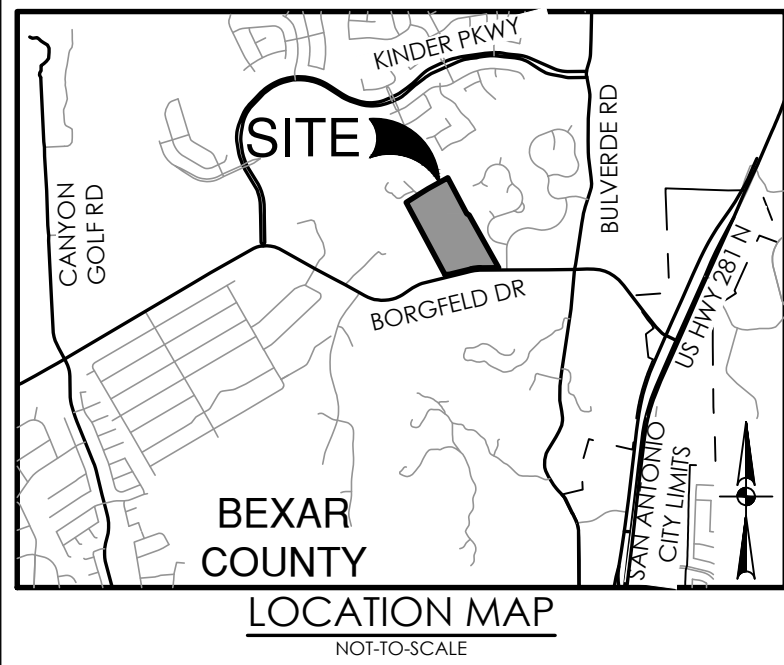 KINDER PKWY
SITE
BULVERDE RD
CANYON
GOLF RD
US HWY 281 N
BORGFELD DR
SAN ANTONIO
CITY LIMITS
BEXAR
COUNTY
LOCATION MAP
NOT-TO-SCALE